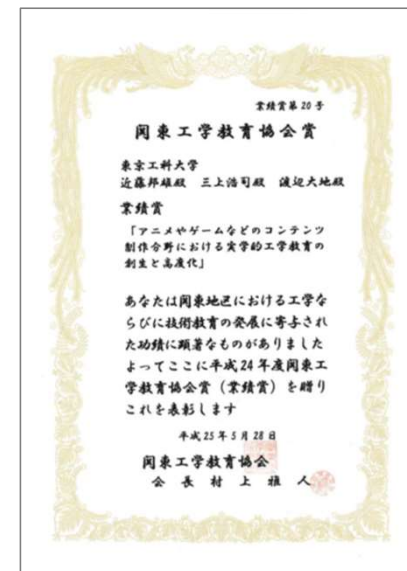 業績賞第20号
関東工学教育協会賞
東京工科大学
近藤邦雄殿 三上浩司殿 渡辺大地殿
業績賞
「アニメやゲームなどのコンテンツ
制作分野における実学的工学教育の
創生と高度化」
あなたは関東地区における工学な
らびに技術教育の発展に寄与され
た功績に顕著なものがありました
よってここに平成24年度関東工
学教育協会賞(業績賞)を贈り
これを表彰します
平成25年5月28日
関東工学教育協会
会長 村上雅人